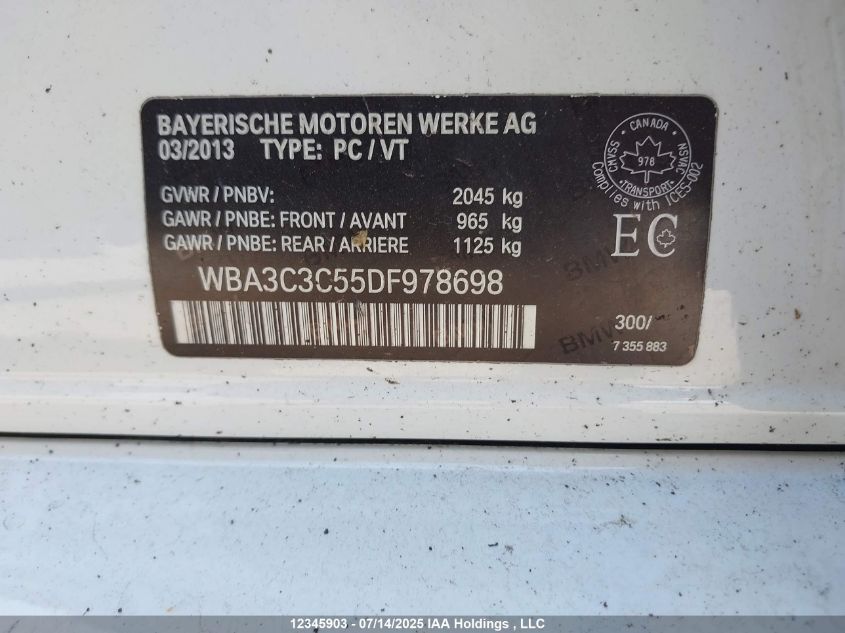 BAYERISCHE MOTOREN WERKE AG
03/2013 TYPE: PC / VT
GVWR / PNBV: 2045 kg
GAWR / PNBE: FRONT / AVANT 965 kg
GAWR / PNBE: REAR / ARRIERE 1125 kg
WBA3C3C55DF978698
CANADA
CMVSS
NSVAC
978
TRANSPORT
Complies with ICES-002
EC
300/
7 355 883
BMW
12345903 - 07/14/2025 IAA Holdings , LLC